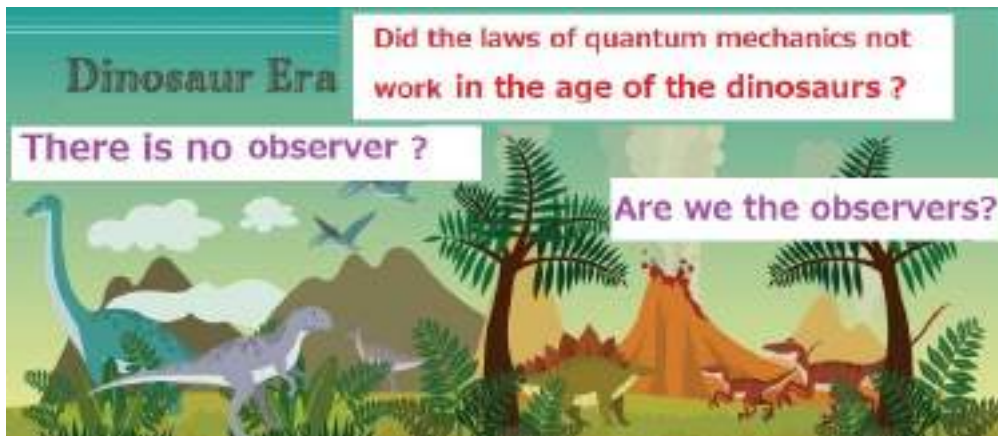 Dinosaur Era
Did the laws of quantum mechanics not
work in the age of the dinosaurs ?
There is no observer ?
Are we the observers?